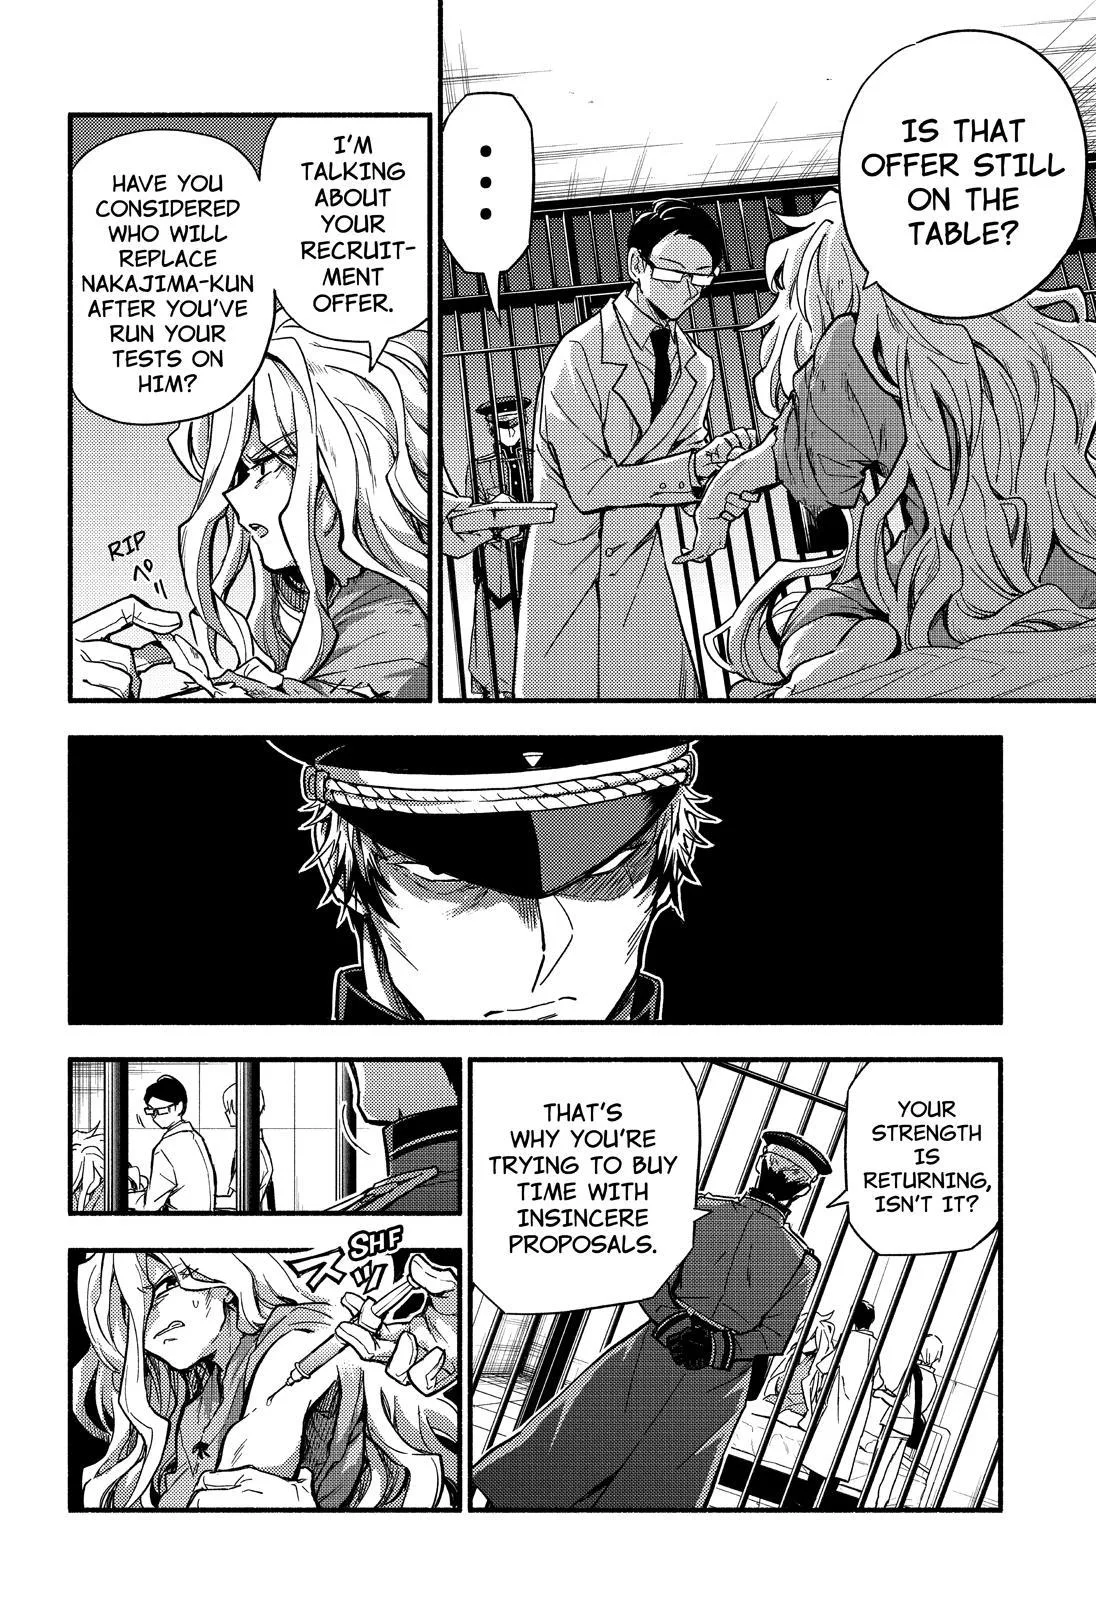 IS THAT
OFFER STILL
ON THE
TABLE?
...
I'M
TALKING
ABOUT
YOUR
RECRUIT-
MENT
OFFER.
HAVE YOU
CONSIDERED
WHO WILL
REPLACE
NAKAJIMA-KUN
AFTER YOU'VE
RUN YOUR
TESTS ON
HIM?
RIP
YOUR
STRENGTH
IS
RETURNING,
ISN'T IT?
THAT'S
WHY YOU'RE
TRYING TO BUY
TIME WITH
INSINCERE
PROPOSALS.
SHF